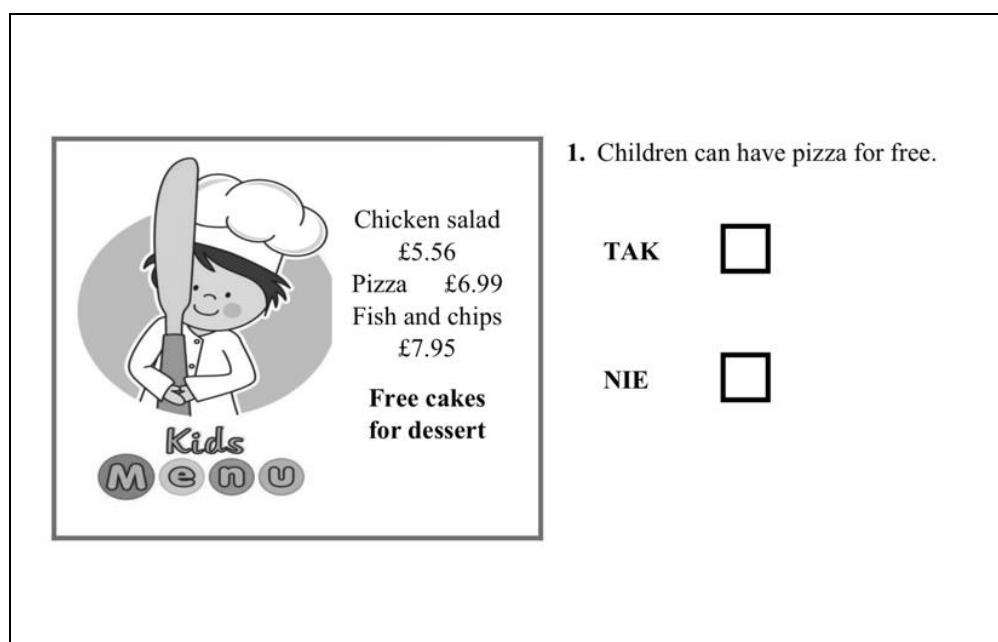 Chicken salad
£5.56
Pizza £6.99
Fish and chips
£7.95
Free cakes
for dessert
Kids
Menu
1. Children can have pizza for free.
TAK
NIE